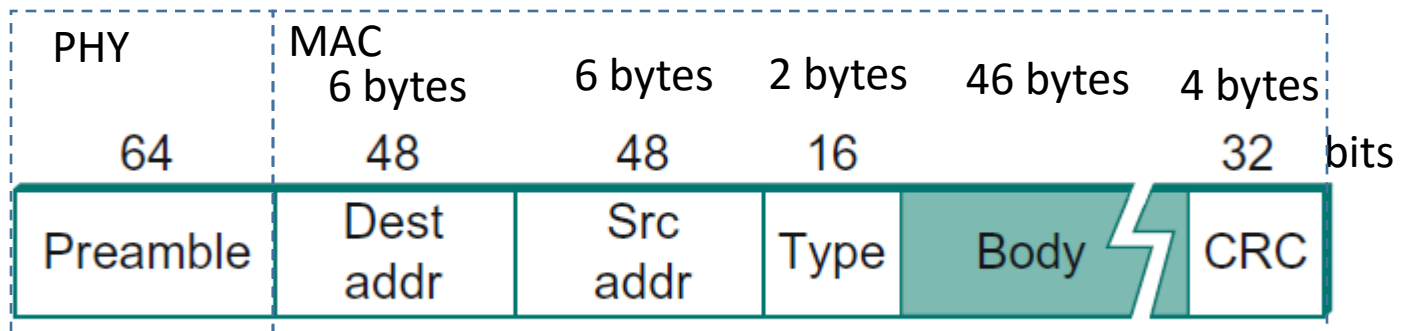 PHY MAC
6 bytes 6 bytes 2 bytes 46 bytes 4 bytes
64 48 48 16 32 bits
Preamble Dest addr Src addr Type Body CRC